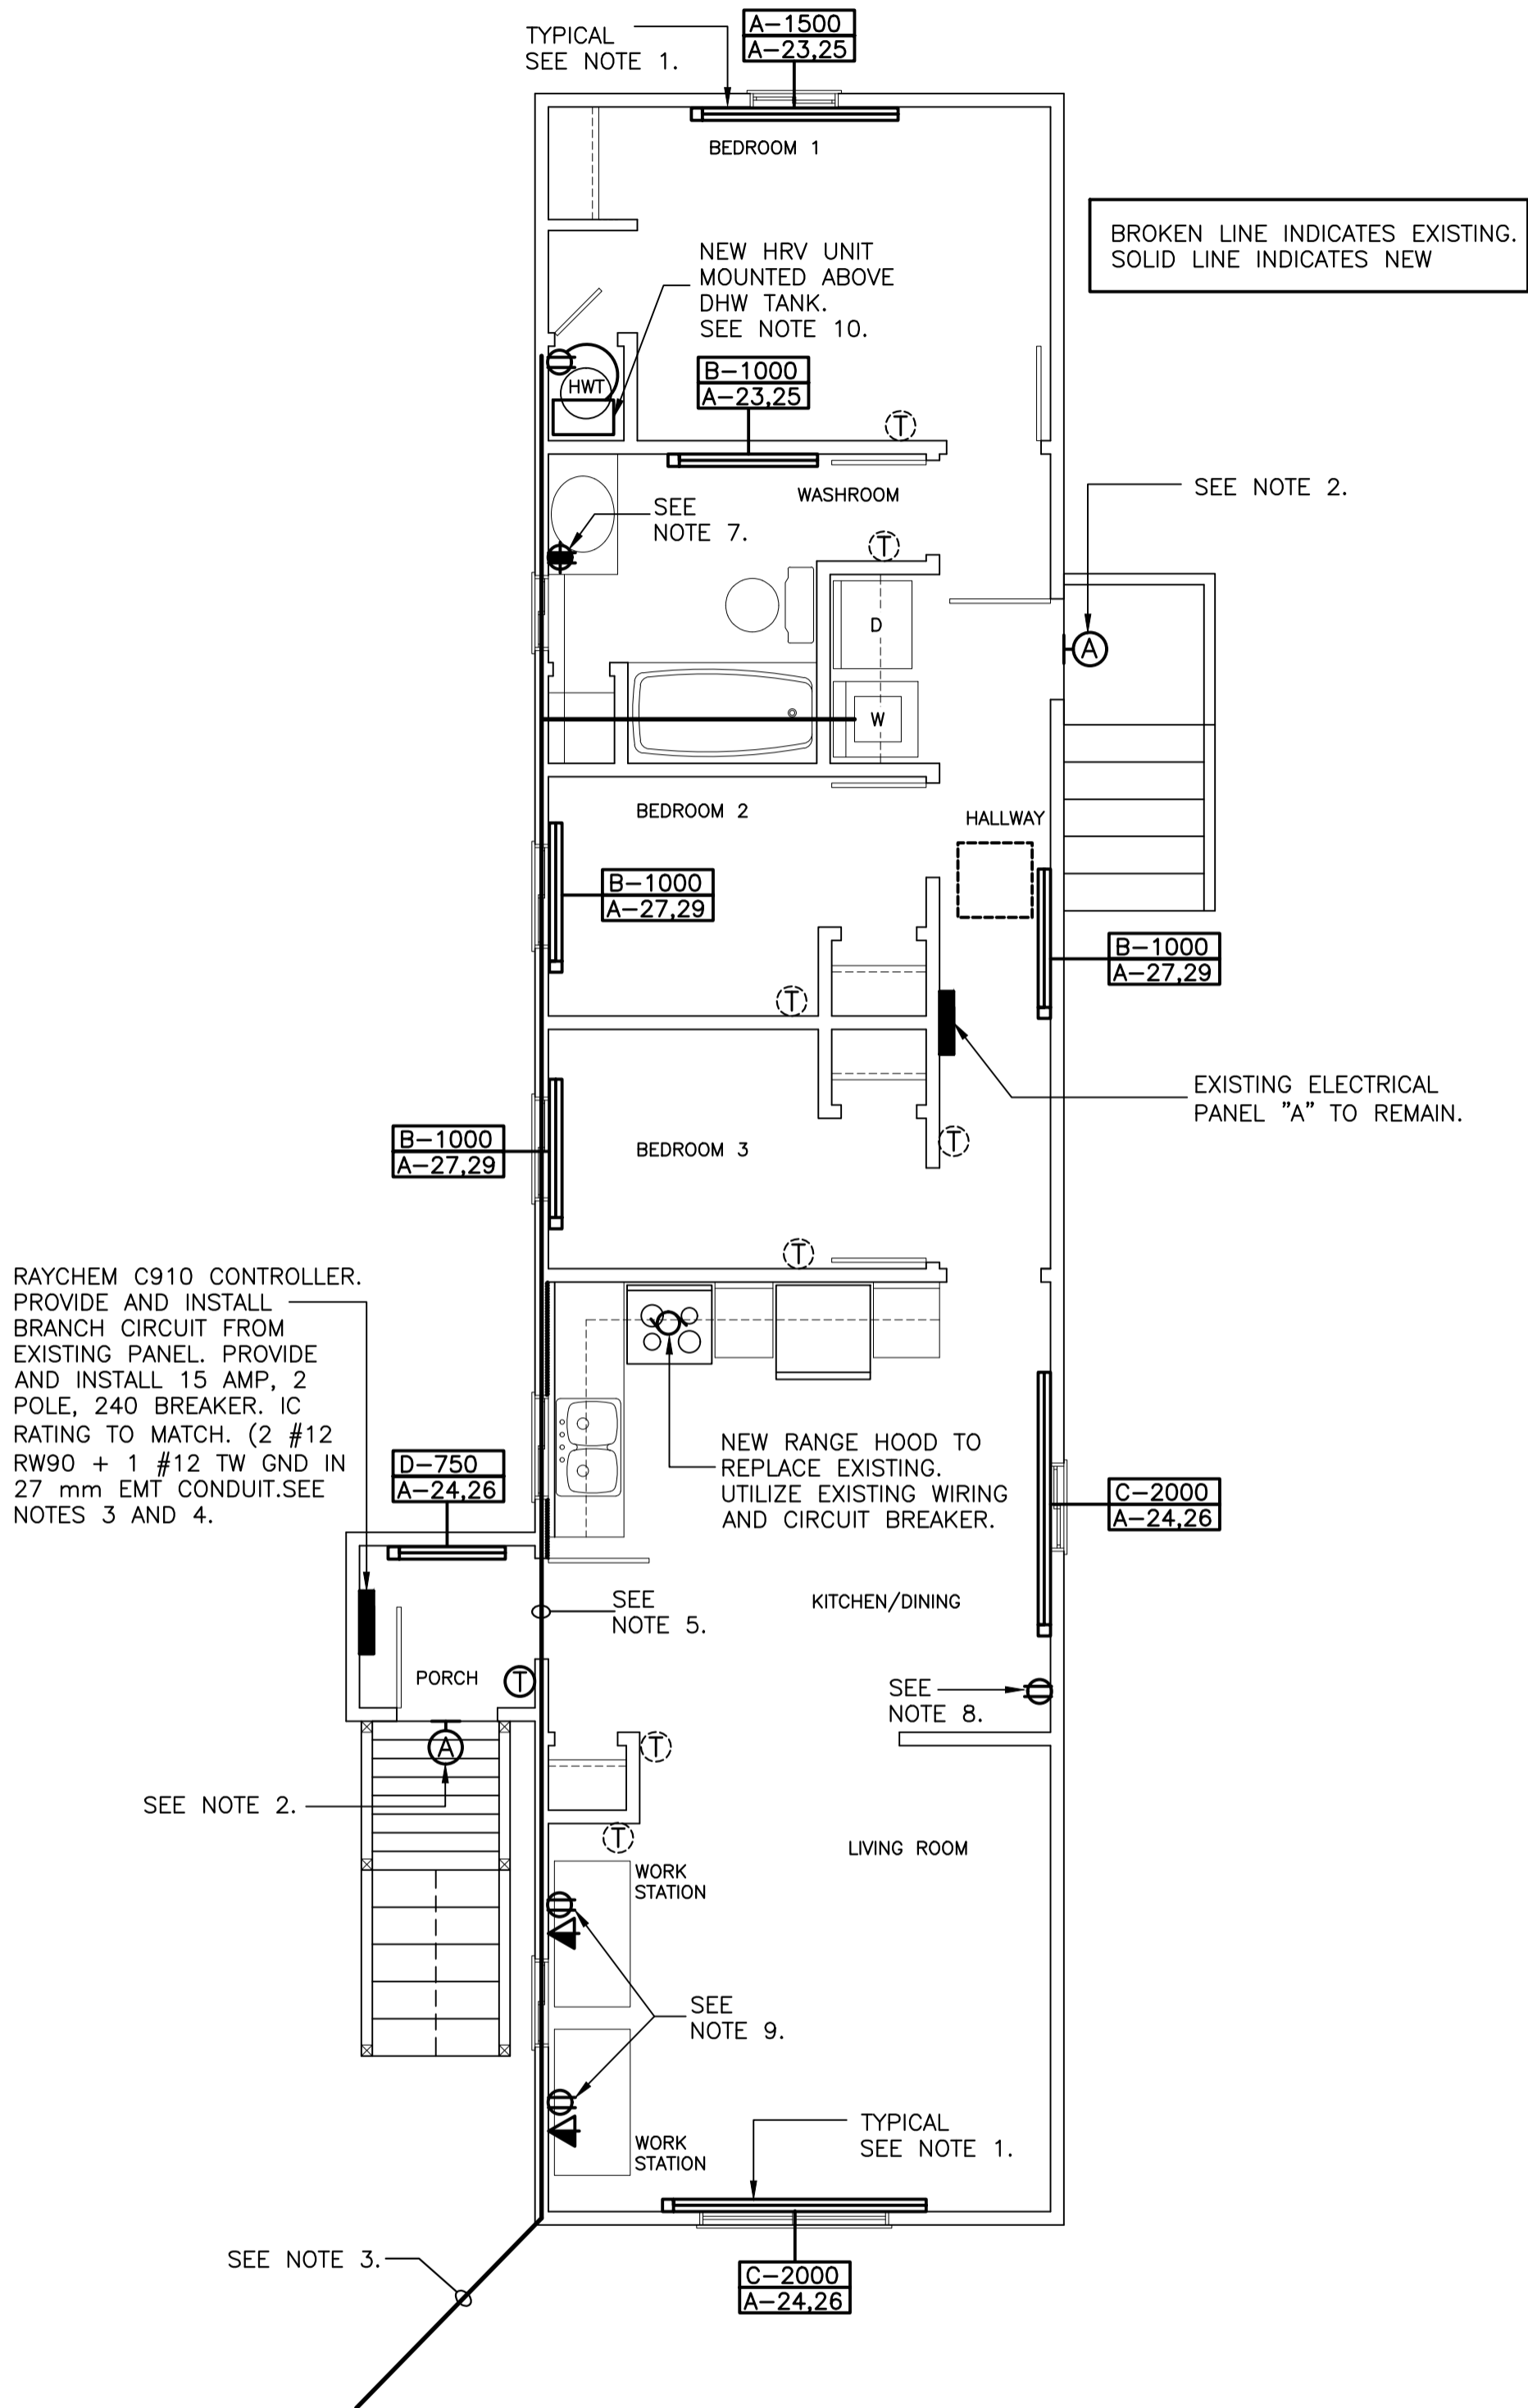 TYPICAL
SEE NOTE 1.
A-1500
A-23,25
BEDROOM 1
BROKEN LINE INDICATES EXISTING.
SOLID LINE INDICATES NEW
NEW HRV UNIT
MOUNTED ABOVE
DHW TANK.
SEE NOTE 10.
HWT
B-1000
A-23,25
T
WASHROOM
SEE NOTE 2.
SEE
NOTE 7.
T
D
A
W
BEDROOM 2
HALLWAY
B-1000
A-27,29
B-1000
A-27,29
T
EXISTING ELECTRICAL
PANEL "A" TO REMAIN.
B-1000
A-27,29
BEDROOM 3
T
T
RAYCHEM C910 CONTROLLER.
PROVIDE AND INSTALL
BRANCH CIRCUIT FROM
EXISTING PANEL. PROVIDE
AND INSTALL 15 AMP, 2
POLE, 240 BREAKER. IC
RATING TO MATCH. (2 #12
RW90 + 1 #12 TW GND IN
27 mm EMT CONDUIT.SEE
NOTES 3 AND 4.
D-750
A-24,26
NEW RANGE HOOD TO
REPLACE EXISTING.
UTILIZE EXISTING WIRING
AND CIRCUIT BREAKER.
C-2000
A-24,26
SEE
NOTE 5.
KITCHEN/DINING
PORCH
T
SEE
NOTE 8.
A
T
SEE NOTE 2.
T
LIVING ROOM
WORK
STATION
SEE
NOTE 9.
TYPICAL
SEE NOTE 1.
WORK
STATION
SEE NOTE 3.
C-2000
A-24,26